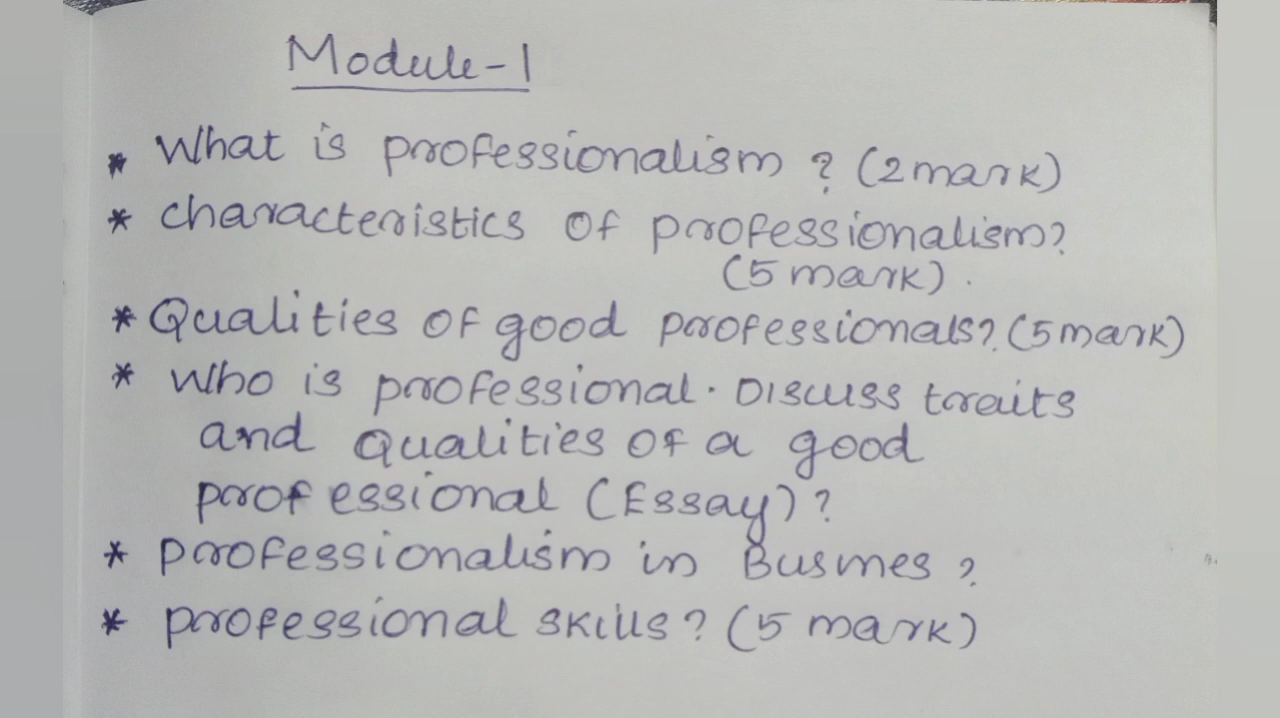 Module-1
* What is professionalism ? (2mark)
* characteristics of professionalism?
(5 mark).
* Qualities of good professionals? (5mark)
* Who is professional. Discuss traits
and qualities of a good
professional (Essay)?
* professionalism in Busines ?
* professional skills? (5 mark)